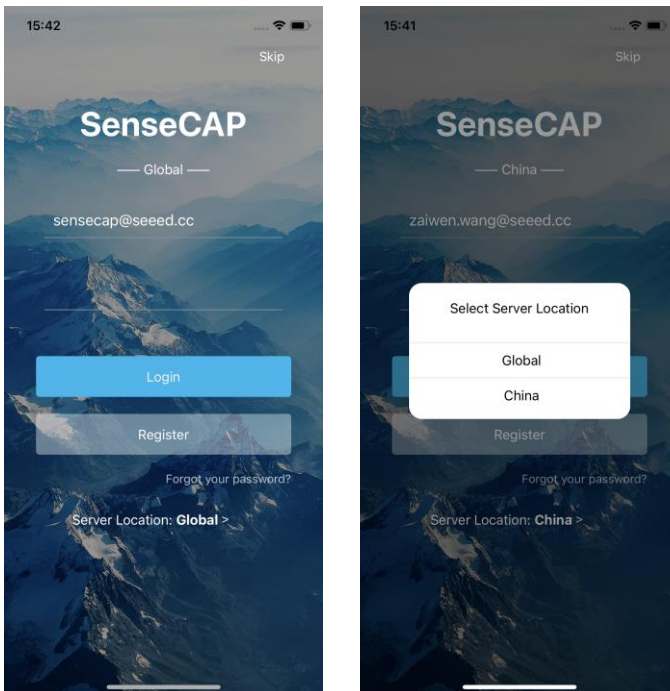 15:42
Skip
SenseCAP
Global
sensecap@seeed.cc
Login
Register
Forgot your password?
Server Location: Global >
15:41
Skip
SenseCAP
China
zaiwen.wang@seeed.cc
Select Server Location
Global
China
Register
Forgot your password?
Server Location: China >